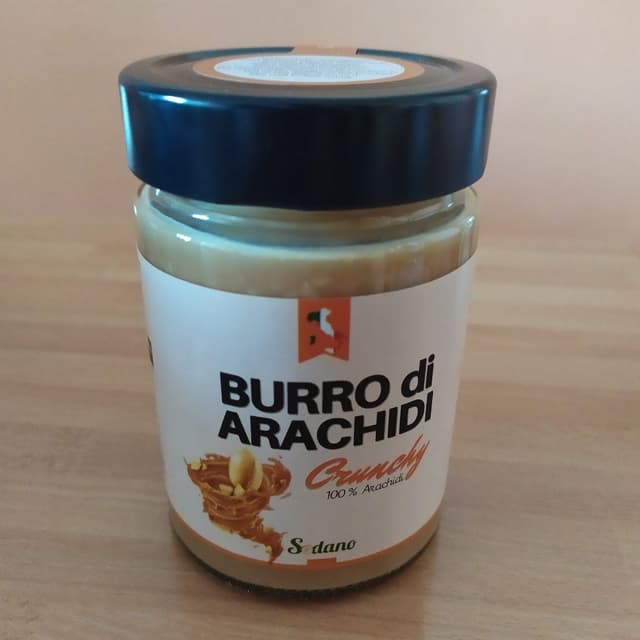 BURRO di
ARACHIDI
Crunchy
100 % Arachidi
Sodano